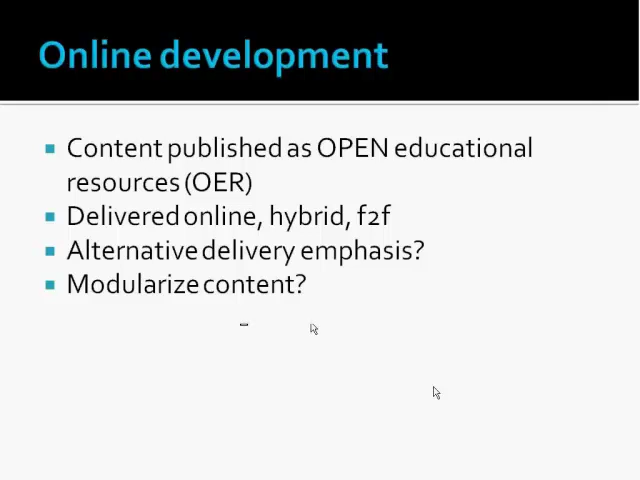 Online development
Content published as OPEN educational
resources (OER)
Delivered online, hybrid, f2f
Alternative delivery emphasis?
Modularize content?